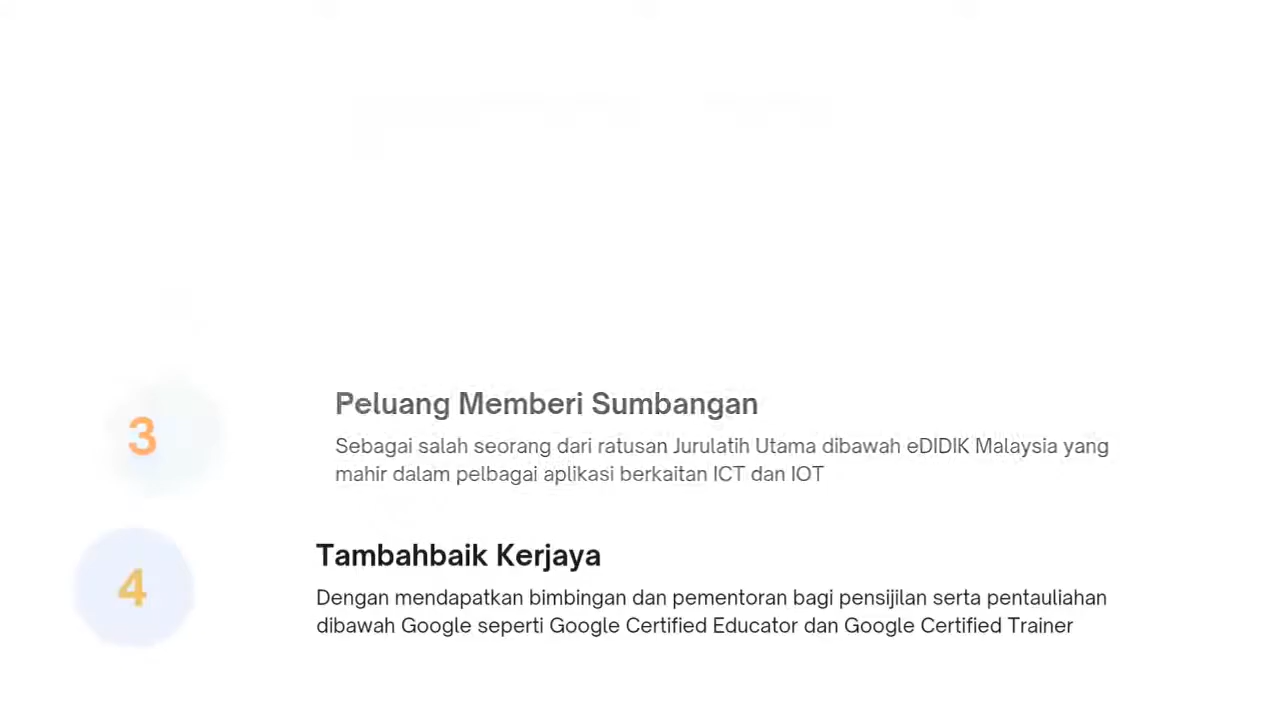 3
Peluang Memberi Sumbangan
Sebagai salah seorang dari ratusan Jurulatih Utama dibawah eDIDIK Malaysia yang
mahir dalam pelbagai aplikasi berkaitan ICT dan IOT
4
Tambahbaik Kerjaya
Dengan mendapatkan bimbingan dan pementoran bagi pensijilan serta pentauliahan
dibawah Google seperti Google Certified Educator dan Google Certified Trainer